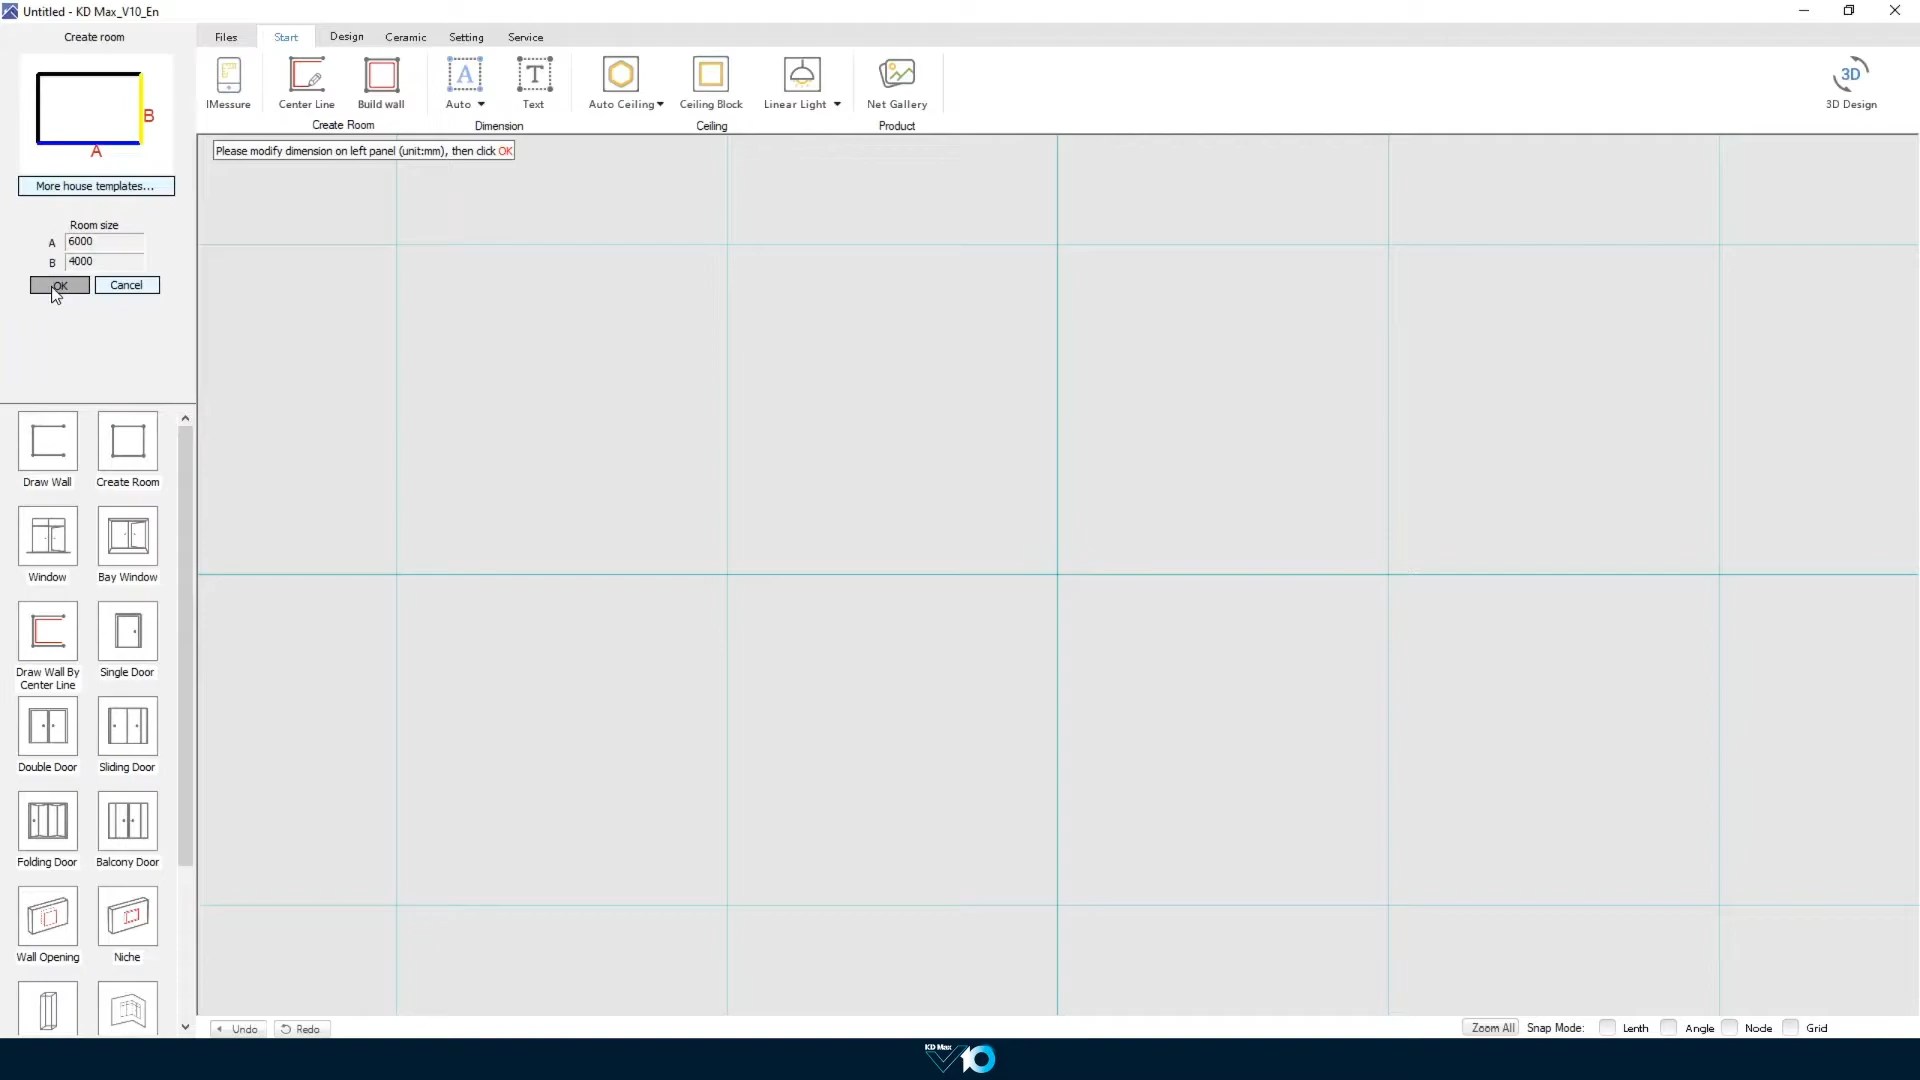 Untitled - KD Max_V10_En
Create room
Files Start Design Ceramic Setting Service
IMessure
Center Line
Build wall
Create Room
A
Auto
T
Text
Dimension
Auto Ceiling
Ceiling Block
Ceiling
Linear Light
Net Gallery
Product
3D
3D Design
B
A
More house templates...
Room size
A 6000
B 4000
OK Cancel
Please modify dimension on left panel (unit:mm), then click OK
Draw Wall Create Room
Window Bay Window
Draw Wall By
Center Line
Single Door
Double Door Sliding Door
Folding Door Balcony Door
Wall Opening Niche
Undo Redo
Zoom All Snap Mode: Lenth Angle Node Grid
KD Max
V10